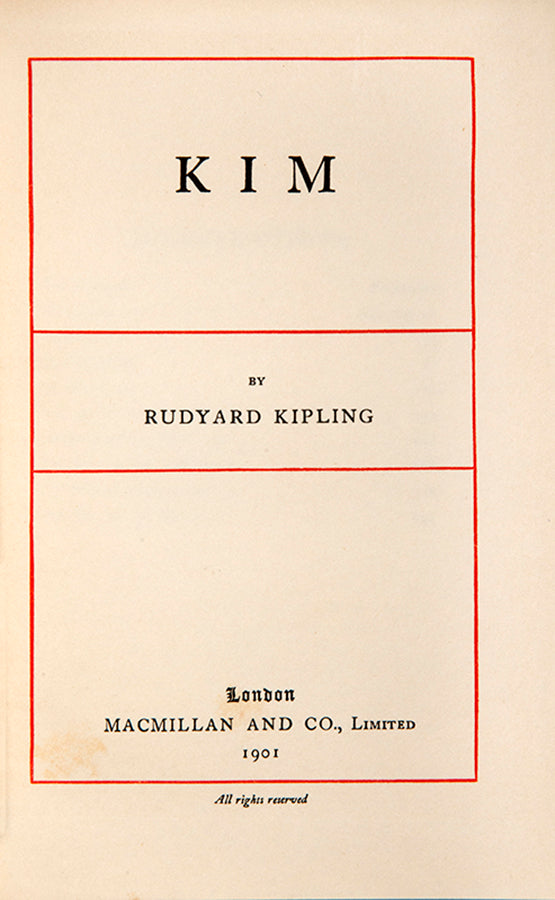 KIM
BY
RUDYARD KIPLING
London
MACMILLAN AND CO., LIMITED
1901
All rights reserved